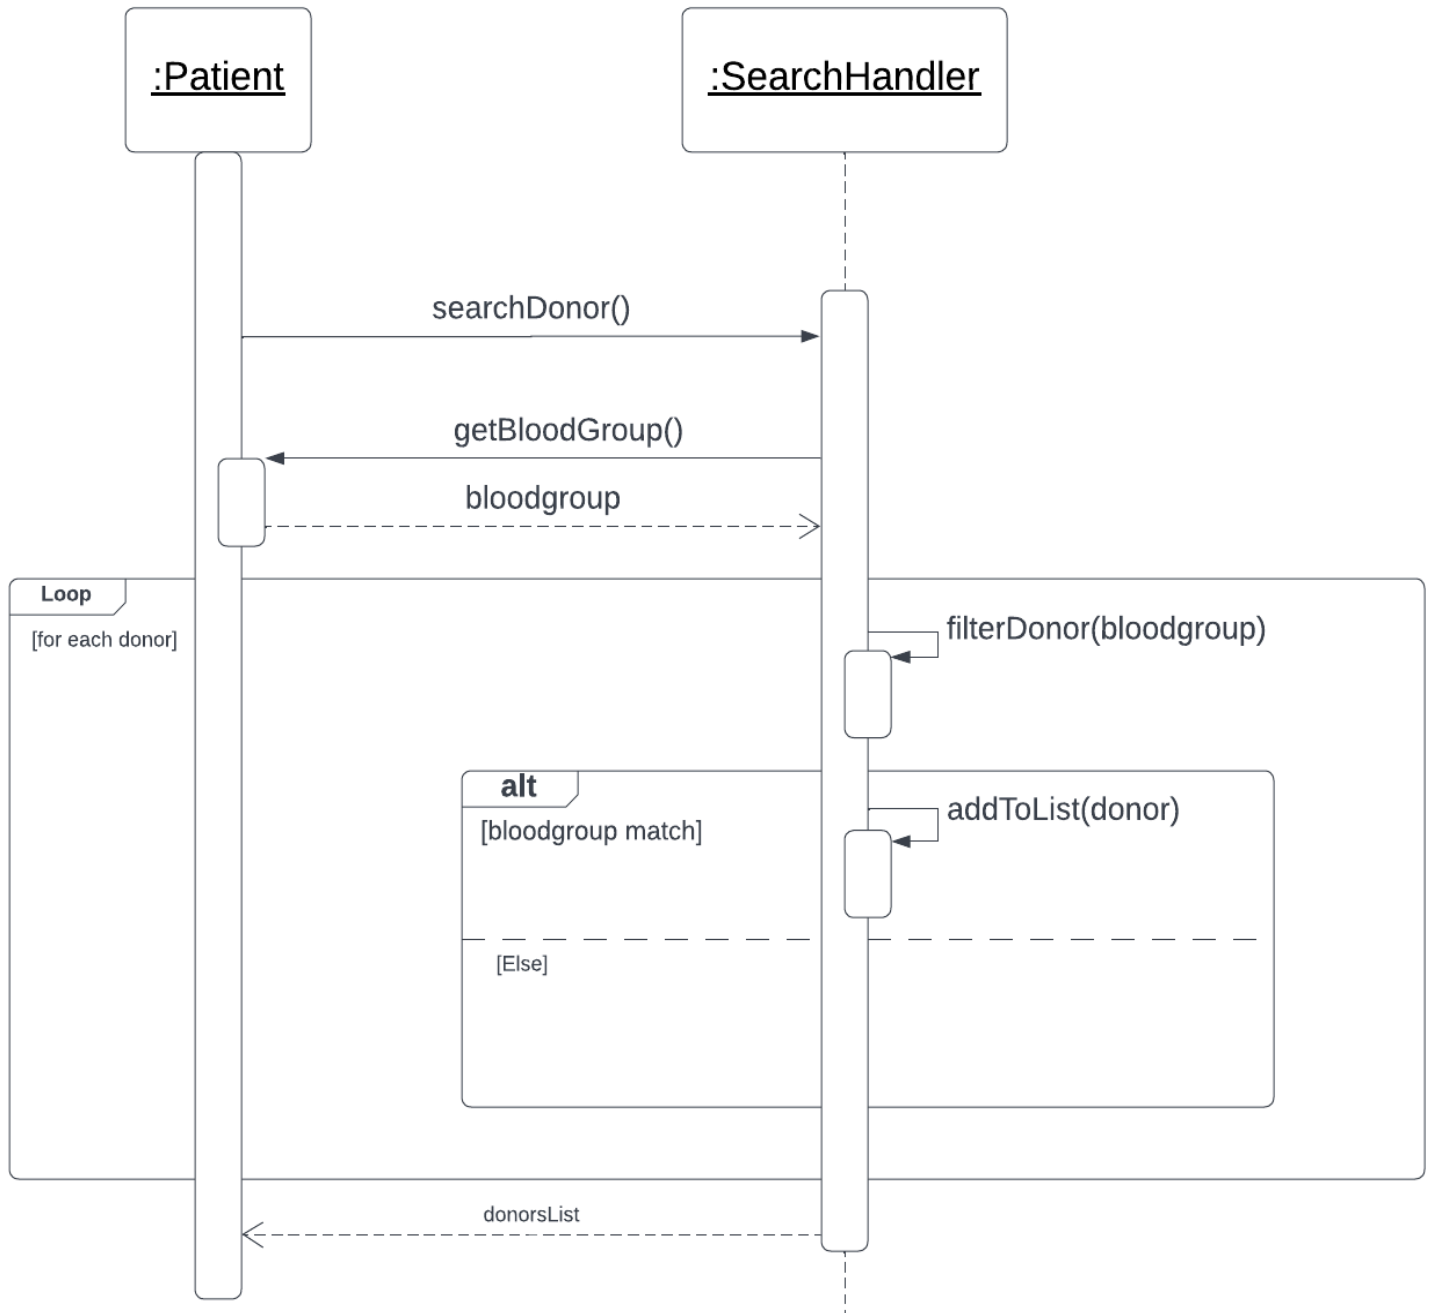 :Patient
:SearchHandler
searchDonor()
getBloodGroup()
bloodgroup
Loop
[for each donor]
filterDonor(bloodgroup)
alt
[bloodgroup match]
addToList(donor)
[Else]
donorsList